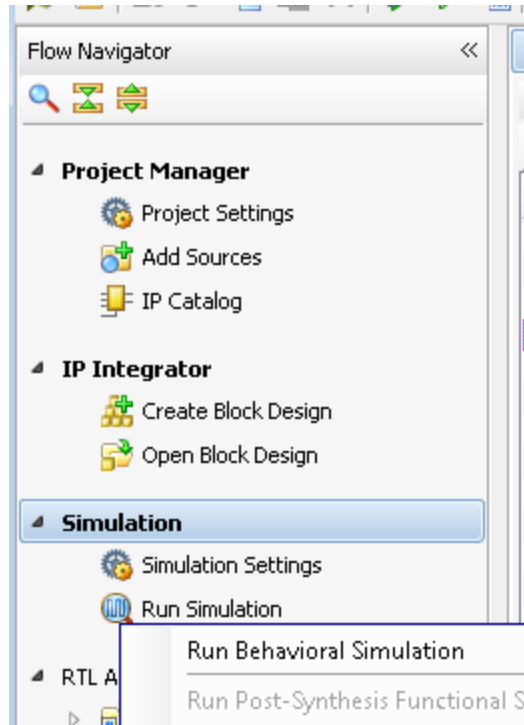 Flow Navigator
Project Manager
Project Settings
Add Sources
IP Catalog
IP Integrator
Create Block Design
Open Block Design
Simulation
Simulation Settings
Run Simulation
Run Behavioral Simulation
RTL A
Run Post-Synthesis Functional S